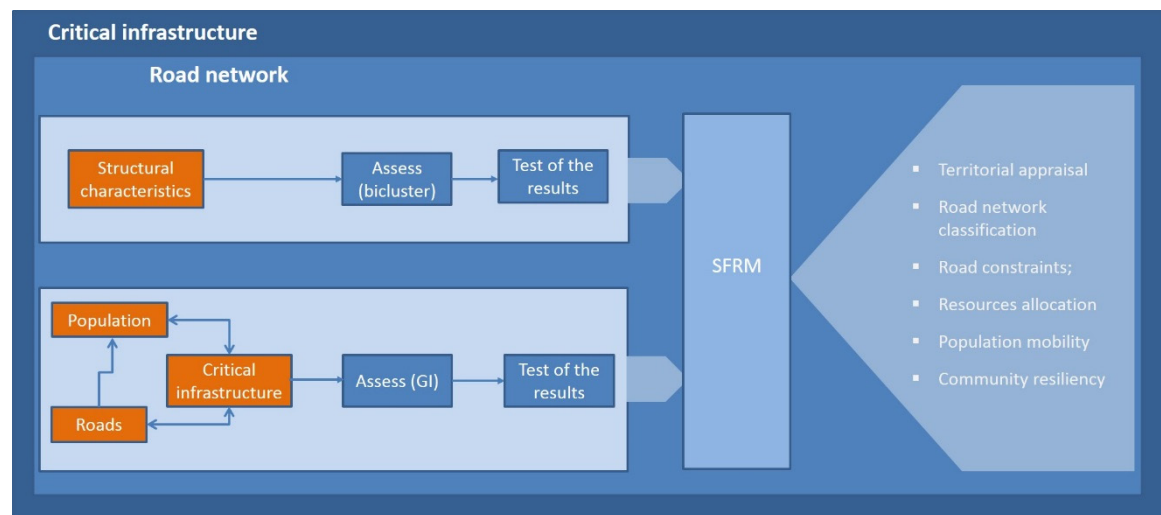 Critical infrastructure
Road network
Structural
characteristics
Assess
(bicluster)
Test of the
results
Population
Critical
infrastructure
Roads
Assess (GI)
Test of the
results
SFRM
▪ Territorial appraisal
▪ Road network
classification
▪ Road constraints;
▪ Resources allocation
▪ Population mobility
▪ Community resiliency